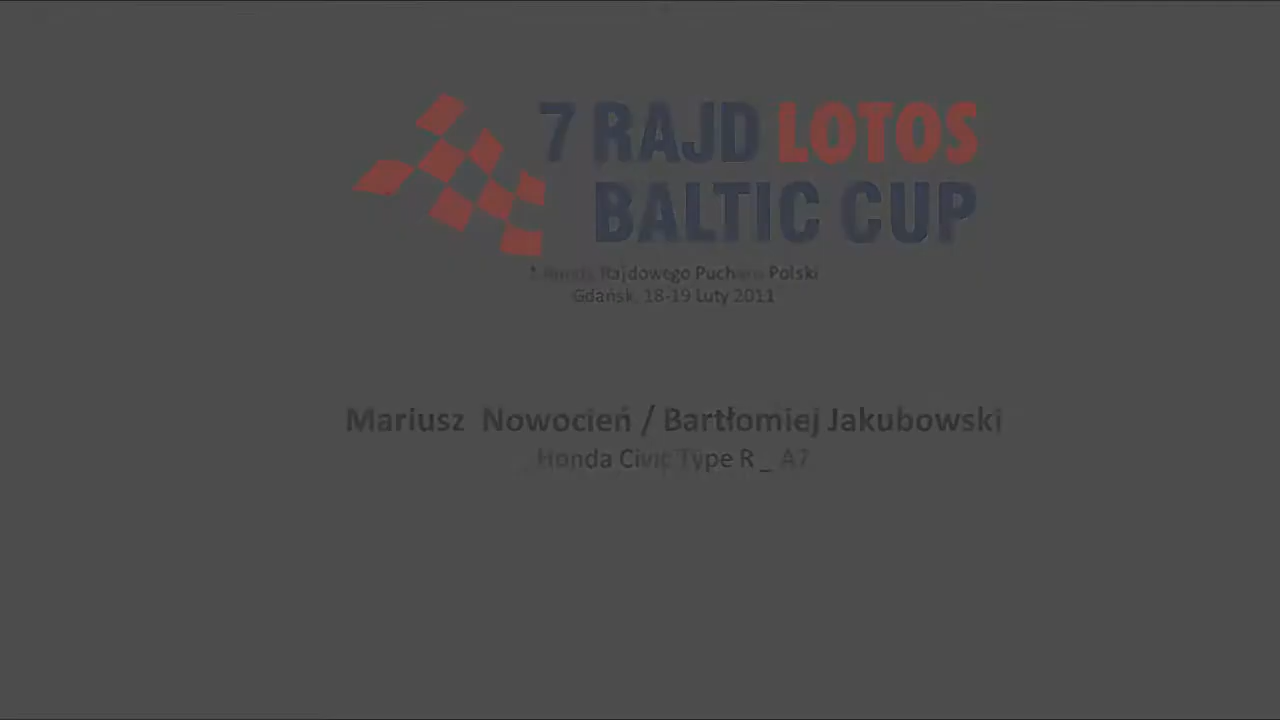 7 RAJD LOTOS
BALTIC CUP
Rajdowego Pucharu Polski
Gdańsk, 18-19 Luty 2011
Mariusz Nowocień / Bartłomiej Jakubowski
Honda Civic Type R _ A7